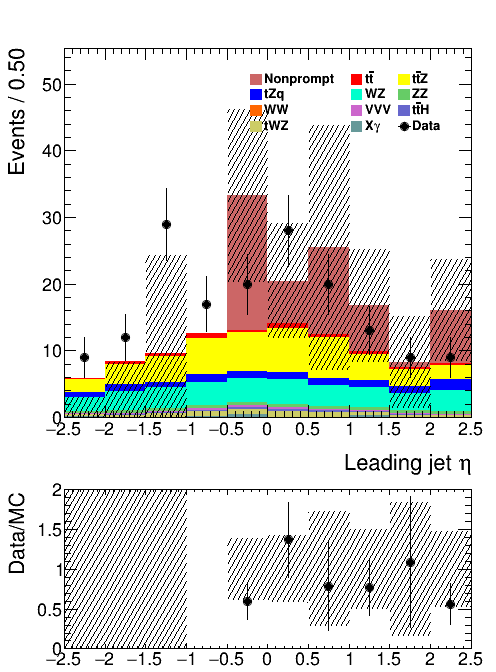 Events / 0.50
50
40
30
20
10
0
Nonprompt tt̄ tt̄Z
tZq WZ ZZ
WW VVV tt̄H
tWZ Xγ Data
−2.5 −2 −1.5 −1 −0.5 0 0.5 1 1.5 2 2.5
Leading jet η
Data/MC
2
1.5
1
0.5
0
−2.5 −2 −1.5 −1 −0.5 0 0.5 1 1.5 2 2.5